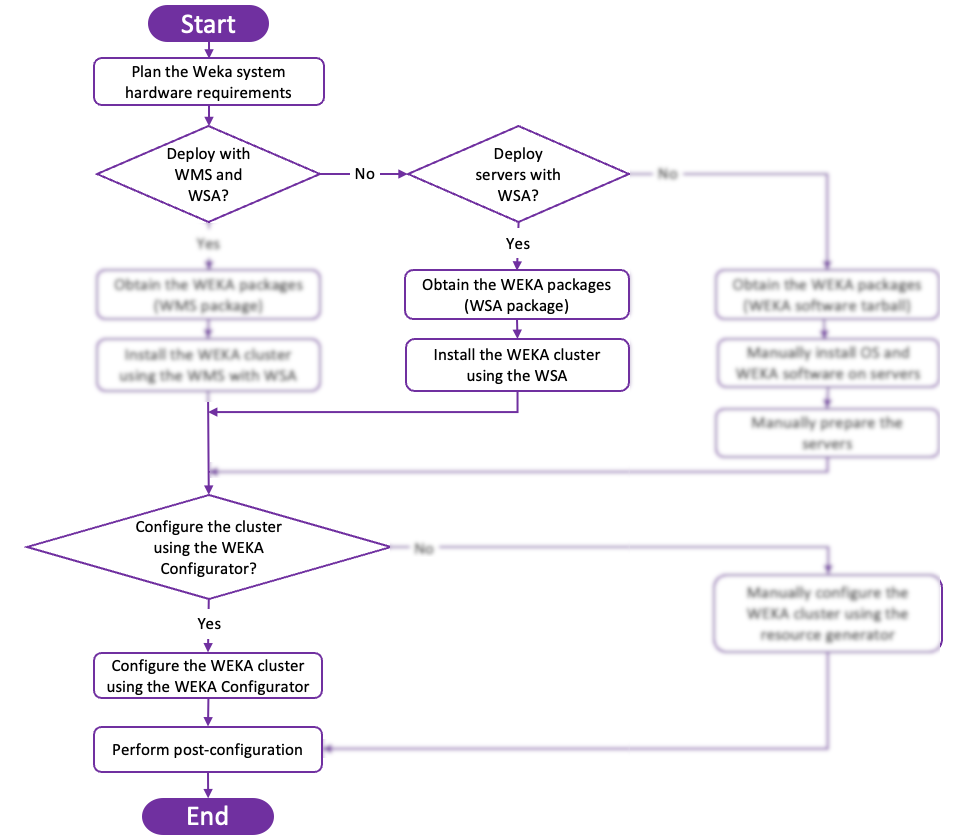 Start
Plan the Weka system
hardware requirements
Deploy with
WMS and
WSA?
No
Deploy
servers with
WSA?
No
Yes
Yes
Obtain the WEKA packages
(WMS package)
Obtain the WEKA packages
(WSA package)
Obtain the WEKA packages
(WEKA software tarball)
Install the WEKA cluster
using the WMS with WSA
Install the WEKA cluster
using the WSA
Manually install OS and
WEKA software on servers
Manually prepare the
servers
Configure the cluster
using the WEKA
Configurator?
No
Manually configure the
WEKA cluster using the
resource generator
Yes
Configure the WEKA cluster
using the WEKA Configurator
Perform post-configuration
End